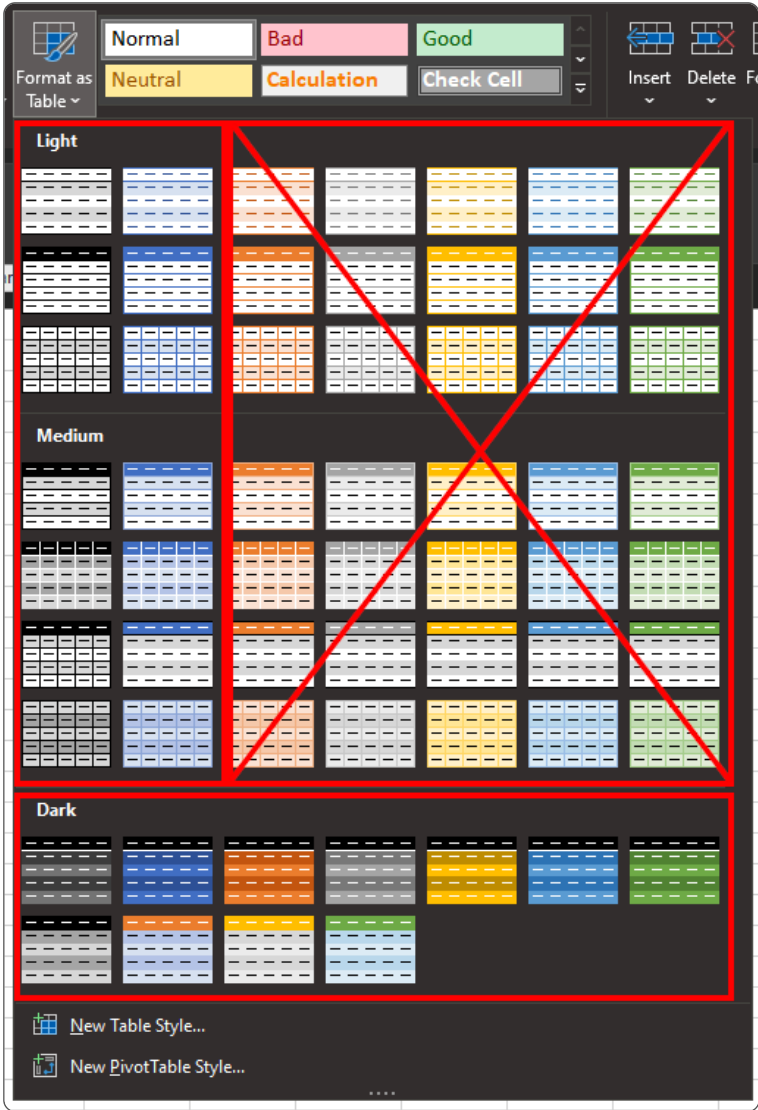 Normal Bad Good
Format as Table
Neutral Calculation Check Cell
Insert Delete
Light
Medium
Dark
New Table Style...
New PivotTable Style...